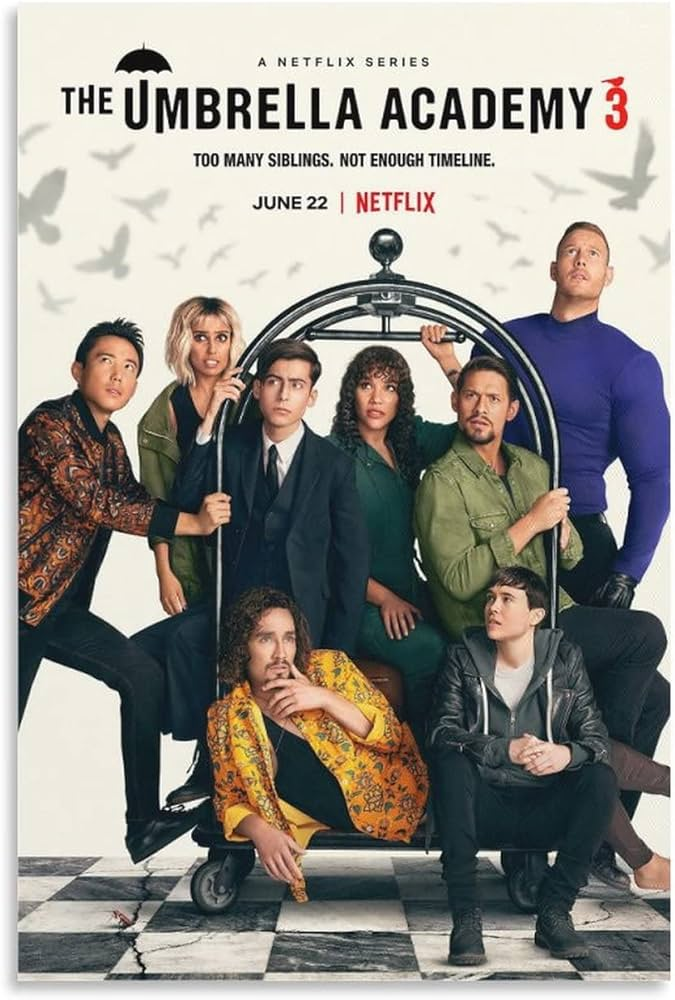 A NETFLIX SERIES
THE UMBRELLA ACADEMY 3
TOO MANY SIBLINGS. NOT ENOUGH TIMELINE.
JUNE 22 | NETFLIX